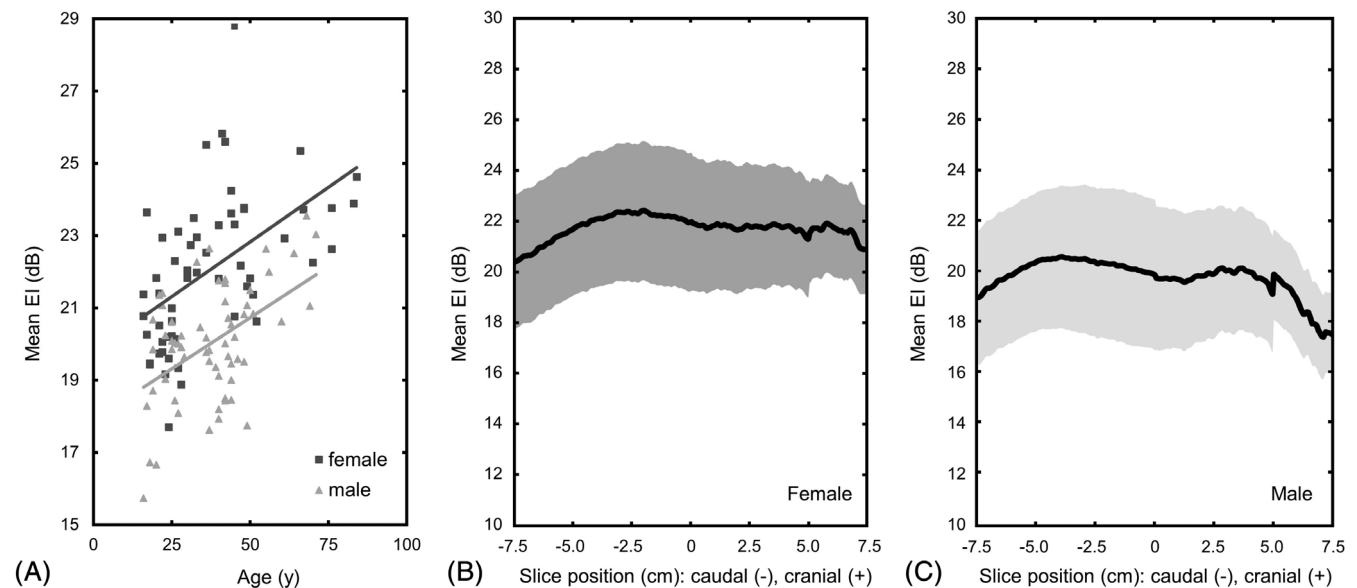 29
27
25
23
21
19
17
15
Mean EI (dB)
female
male
0 25 50 75 100
(A) Age (y)
30
28
26
24
22
20
18
16
14
12
10
Mean EI (dB)
Female
-7.5 -5.0 -2.5 0 2.5 5.0 7.5
(B) Slice position (cm): caudal (-), cranial (+)
30
28
26
24
22
20
18
16
14
12
10
Mean EI (dB)
Male
-7.5 -5.0 -2.5 0 2.5 5.0 7.5
(C) Slice position (cm): caudal (-), cranial (+)